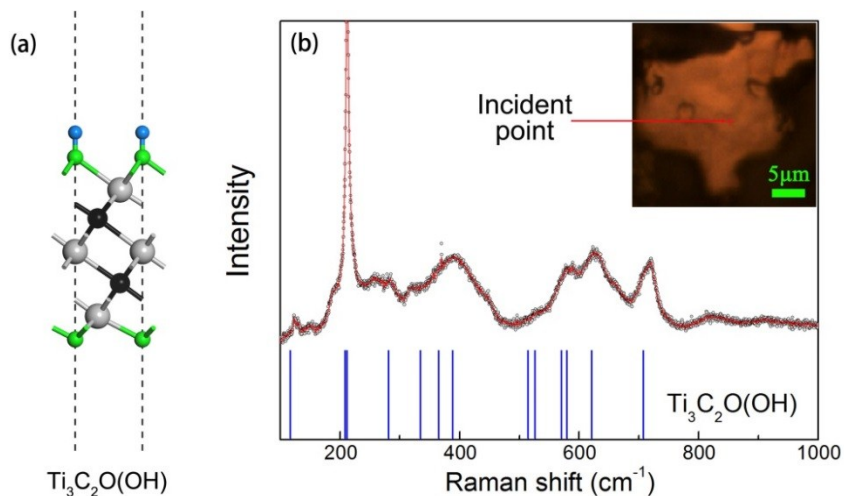 (a)
Ti₃C₂O(OH)
(b)
Intensity
Incident
point
5μm
Ti₃C₂O(OH)
200
400
600
800
1000
Raman shift (cm⁻¹)